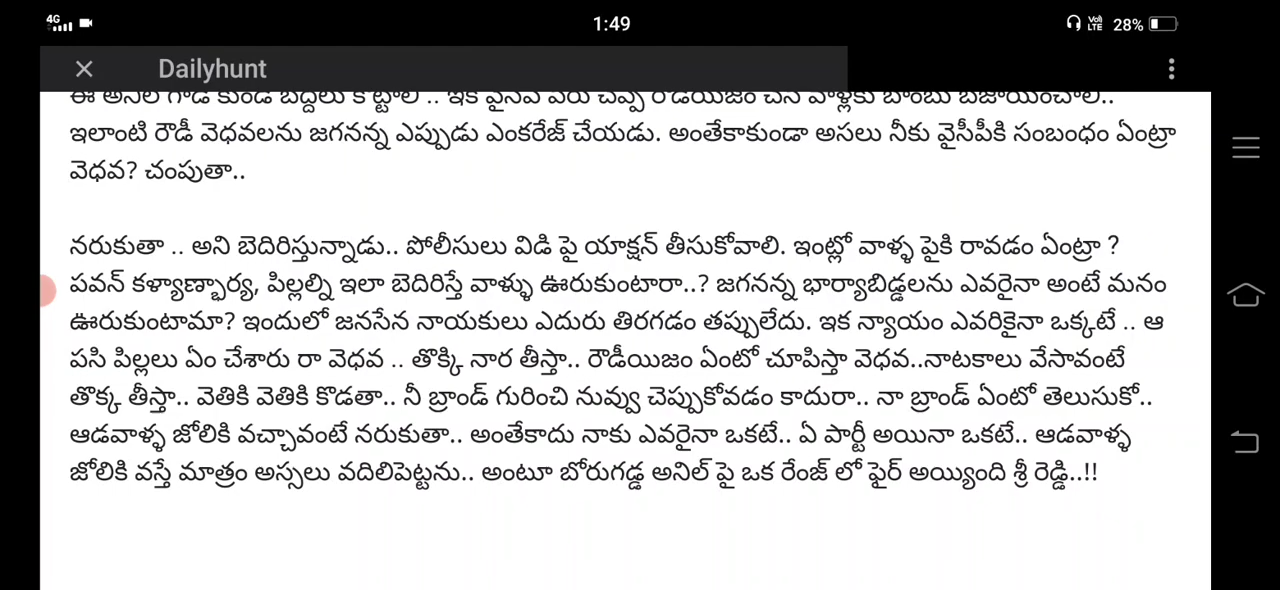 4G
1:49
Vo) LTE 28%
Dailyhunt
ఈ అనిల్ గాడి
ఇలాంటి రౌడీ వెధవలను జగనన్న ఎప్పుడు ఎంకరేజ్ చేయడు. అంతేకాకుండా అసలు నీకు వైసీపీకి సంబంధం ఏంట్రా
వెధవ? చంపుతా..
నరుకుతా .. అని బెదిరిస్తున్నాడు.. పోలీసులు విడి పై యాక్షన్ తీసుకోవాలి. ఇంట్లో వాళ్ళ పైకి రావడం ఏంట్రా ?
పవన్ కళ్యాణ్భార్య, పిల్లల్ని ఇలా బెదిరిస్తే వాళ్ళు ఊరుకుంటారా..? జగనన్న భార్యాబిడ్డలను ఎవరైనా అంటే మనం
ఊరుకుంటామా? ఇందులో జనసేన నాయకులు ఎదురు తిరగడం తప్పులేదు. ఇక న్యాయం ఎవరికైనా ఒక్కటే .. ఆ
పసి పిల్లలు ఏం చేశారు రా వెధవ .. తొక్కి నార తీస్తా.. రౌడీయిజం ఏంటో చూపిస్తా వెధవ..నాటకాలు వేసావంటే
తొక్క తీస్తా.. వెతికి వెతికి కొడతా.. నీ బ్రాండ్ గురించి నువ్వు చెప్పుకోవడం కాదురా.. నా బ్రాండ్ ఏంటో తెలుసుకో..
ఆడవాళ్ళ జోలికి వచ్చావంటే నరుకుతా.. అంతేకాదు నాకు ఎవరైనా ఒకటే.. ఏ పార్టీ అయినా ఒకటే.. ఆడవాళ్ళ
జోలికి వస్తే మాత్రం అస్సలు వదిలిపెట్టను.. అంటూ బోరుగడ్డ అనిల్ పై ఒక రేంజ్ లో ఫైర్ అయ్యింది శ్రీ రెడ్డి..!!